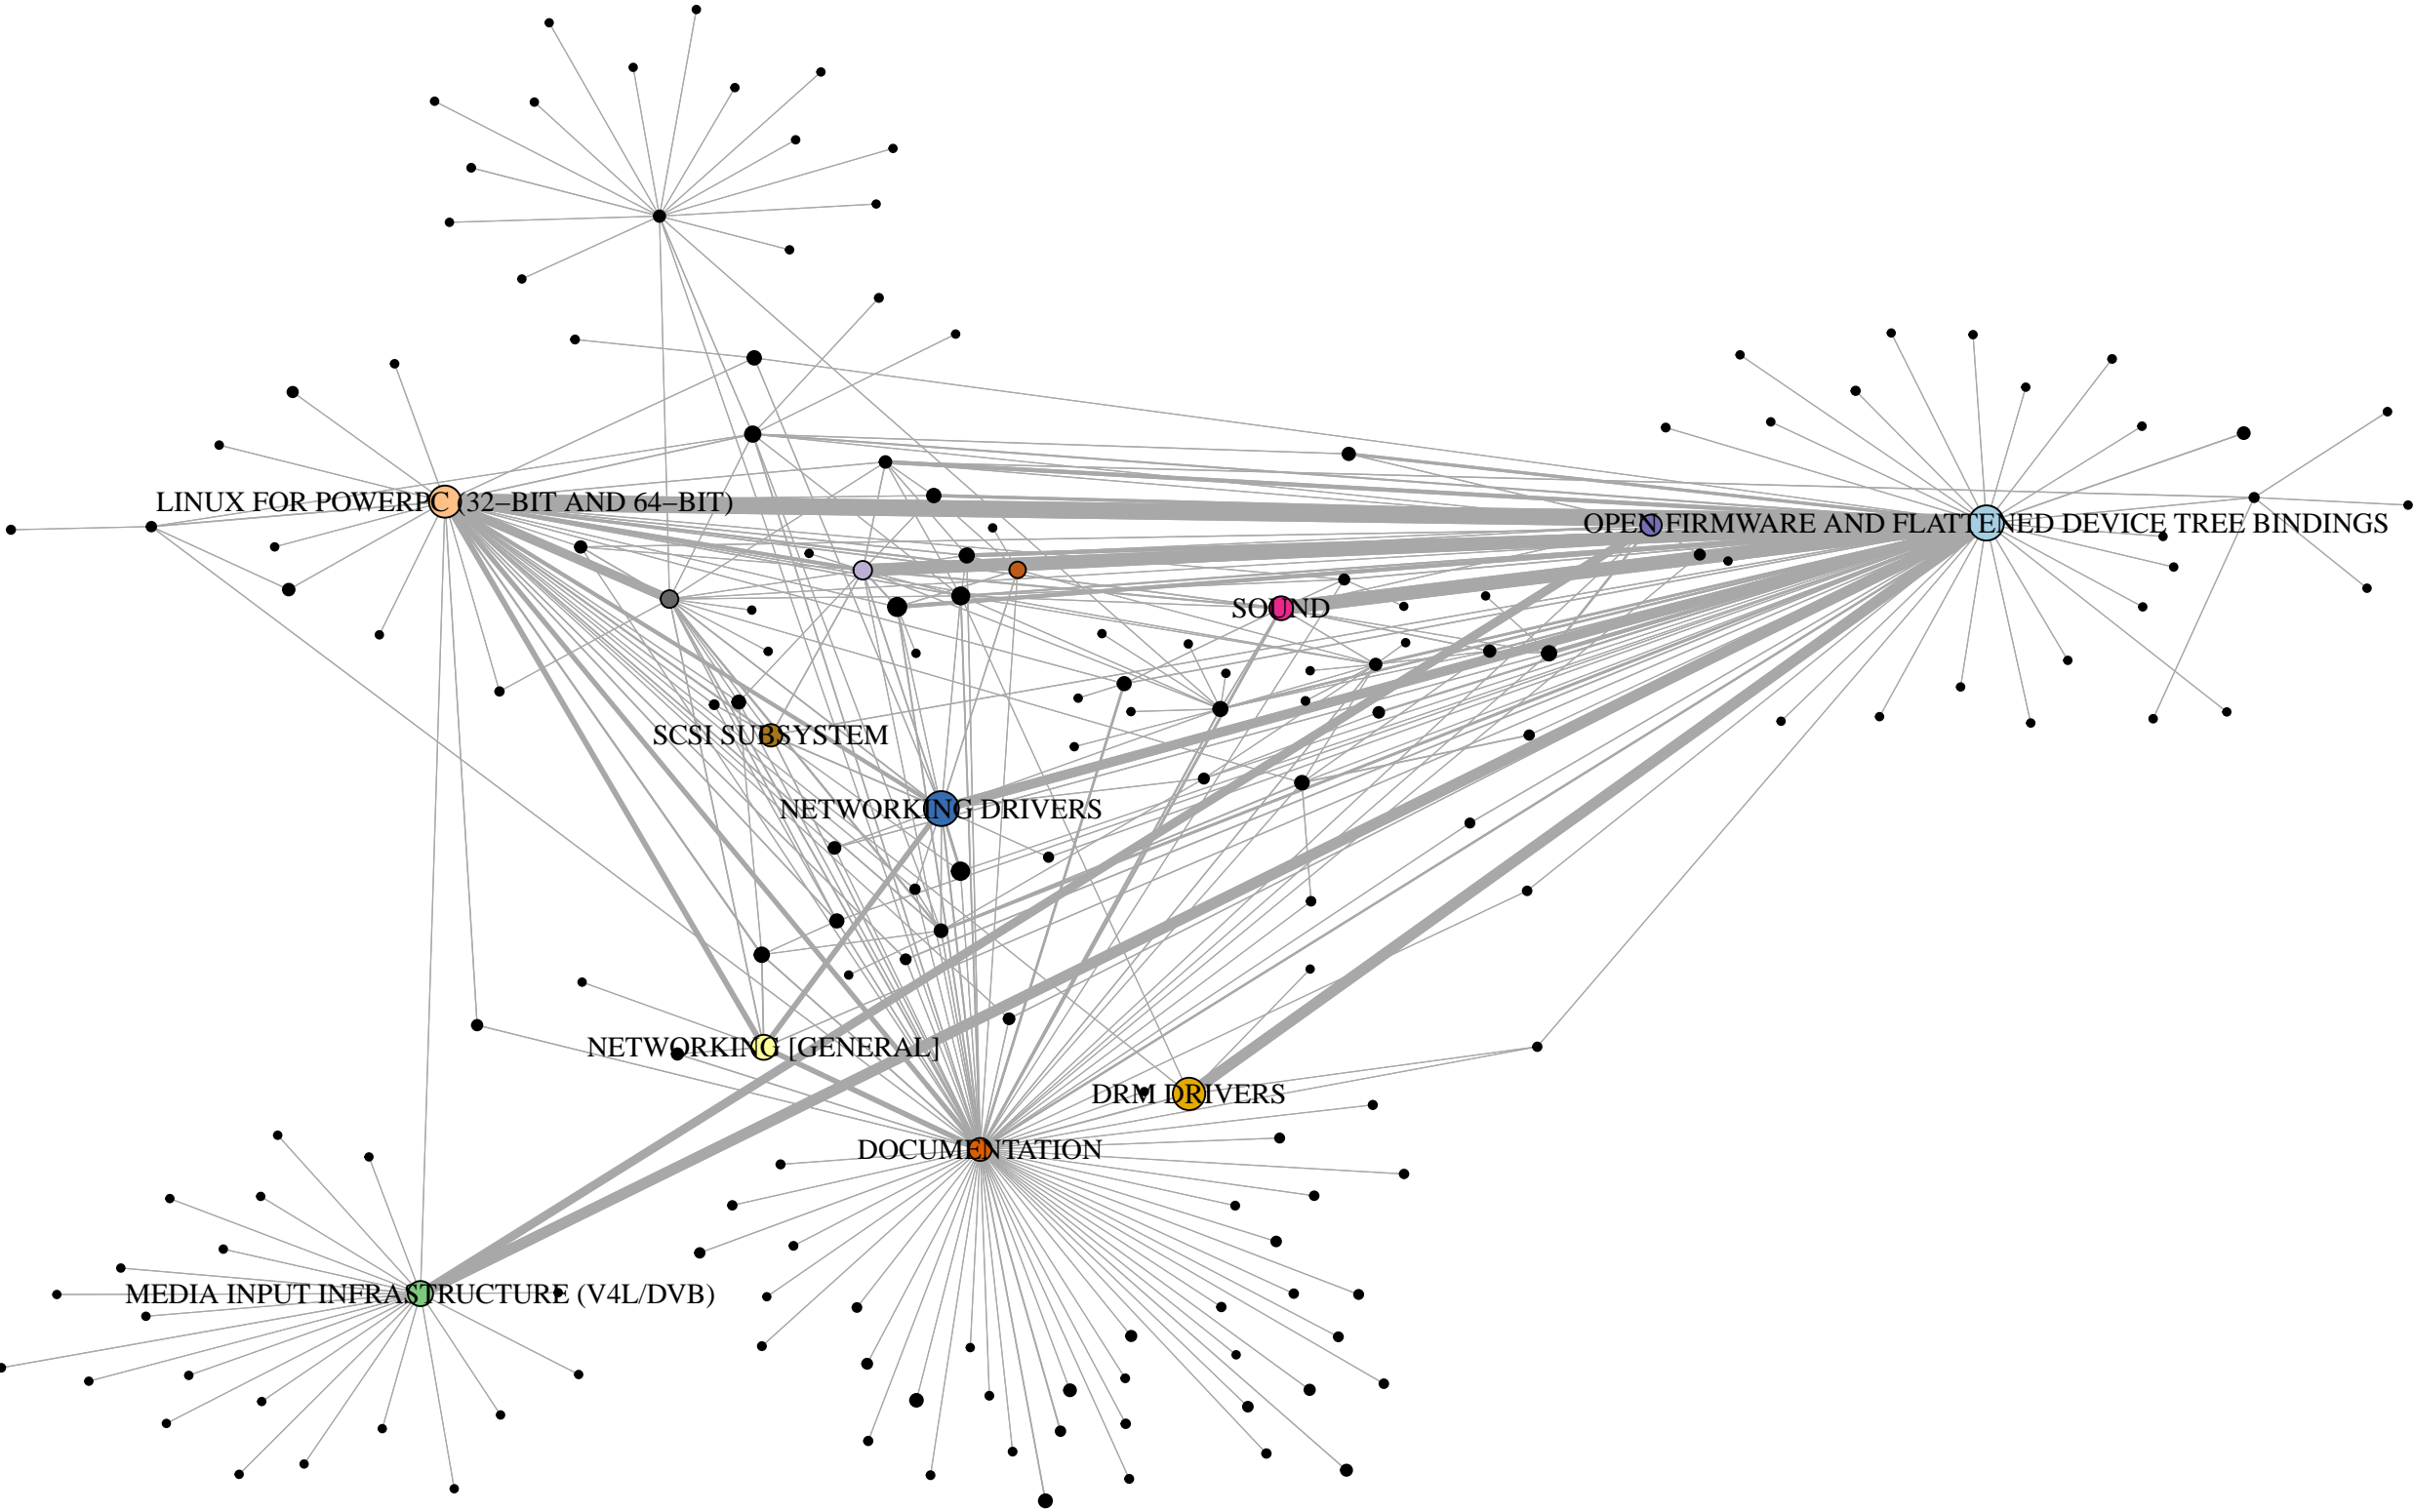 LINUX FOR POWERPC (32−BIT AND 64−BIT)
OPEN FIRMWARE AND FLATTENED DEVICE TREE BINDINGS
SOUND
SCSI SUBSYSTEM
NETWORKING DRIVERS
NETWORKING [GENERAL]
DRM DRIVERS
DOCUMENTATION
MEDIA INPUT INFRASTRUCTURE (V4L/DVB)